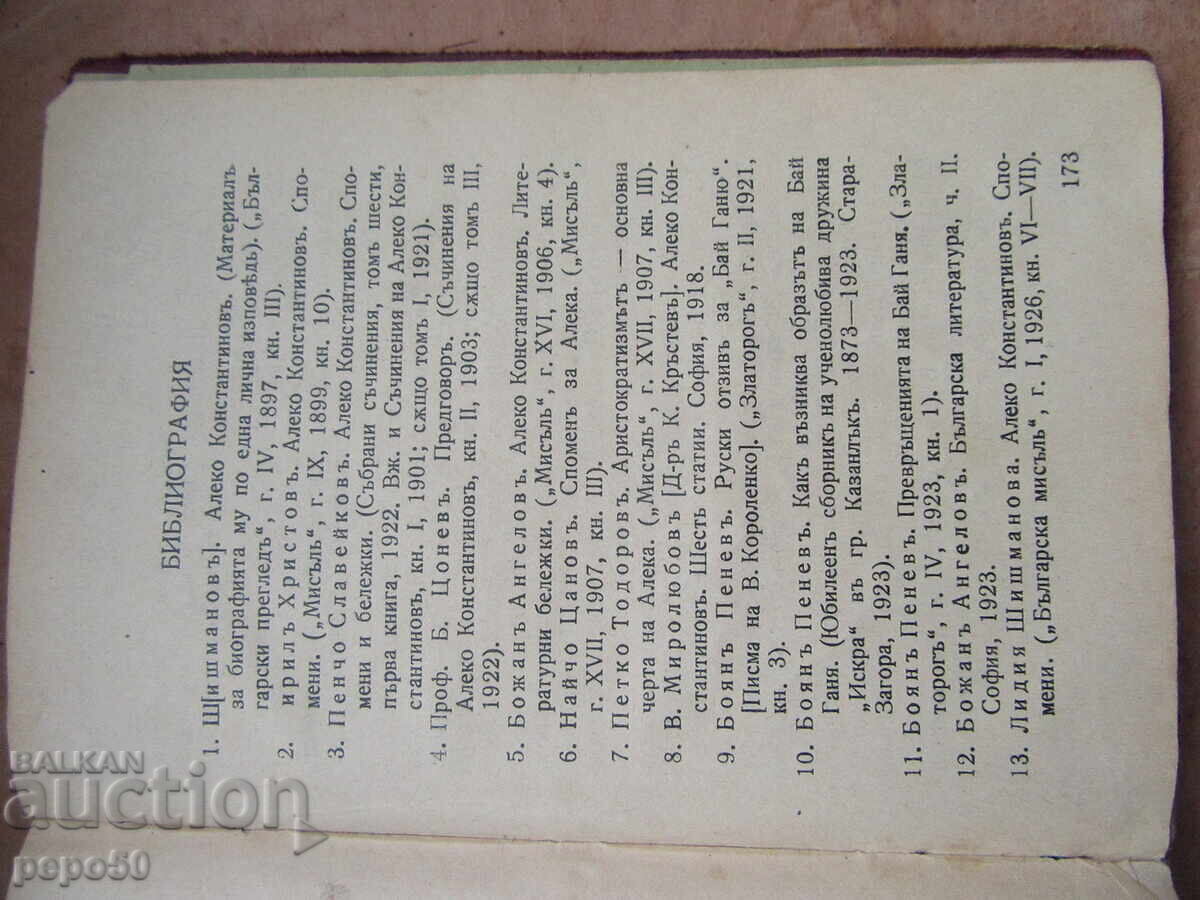 БИБЛИОГРАФИЯ
1. Ш[ишмановъ]. Алеко Константиновъ. (Материалъ
за биографията му по една лична изповѣдь). („Бъл-
гарски прегледъ“, г. IV, 1897, кн. III).
2. ирилъ Христовъ. Алеко Константиновъ. Спо-
мени. („Мисъль“, г. IX, 1899, кн. 10).
3. Пенчо Славейковъ. Алеко Константиновъ. Спо-
мени и бележки. (Събрани съчинения, томъ шести,
първа книга, 1922. Вж. и Съчинения на Алеко Кон-
стантиновъ, кн. I, 1901; сѫщо томъ I, 1921).
4. Проф. Б. Цоневъ. Предговоръ. (Съчинения на
Алеко Константиновъ, кн. II, 1903; сѫщо томъ III,
1922).
5. Божанъ Ангеловъ. Алеко Константиновъ. Лите-
ратурни бележки. („Мисъль“, г. XVI, 1906, кн. 4).
6. Найчо Цановъ. Споменъ за Алека. („Мисъль“,
г. XVII, 1907, кн. III).
7. Петко Тодоровъ. Аристократизмътъ — основна
черта на Алека. („Мисъль“, г. XVII, 1907, кн. III).
8. В. Миролюбовъ [Д-ръ К. Кръстевъ]. Алеко Кон-
стантиновъ. Шесть статии. София, 1918.
9. Боянъ Пеневъ. Руски отзивъ за „Бай Ганю“.
[Писма на В. Короленко]. („Златорогъ“, г. II, 1921,
кн. 3).
10. Боянъ Пеневъ. Какъ възниква образътъ на Бай
Ганя. (Юбилеенъ сборникъ на ученолюбива дружина
„Искра“ въ гр. Казанлъкъ. 1873—1923. Стара-
Загора, 1923).
11. Боянъ Пеневъ. Превръщенията на Бай Ганя. („Зла-
торогъ“, г. IV, 1923, кн. 1).
12. Божанъ Ангеловъ. Българска литература, ч. II.
София, 1923.
13. Лидия Шишманова. Алеко Константиновъ. Спо-
мени. („Българска мисъль“, г. I, 1926, кн. VI—VII).
173
BALKAN
auction
pepo50